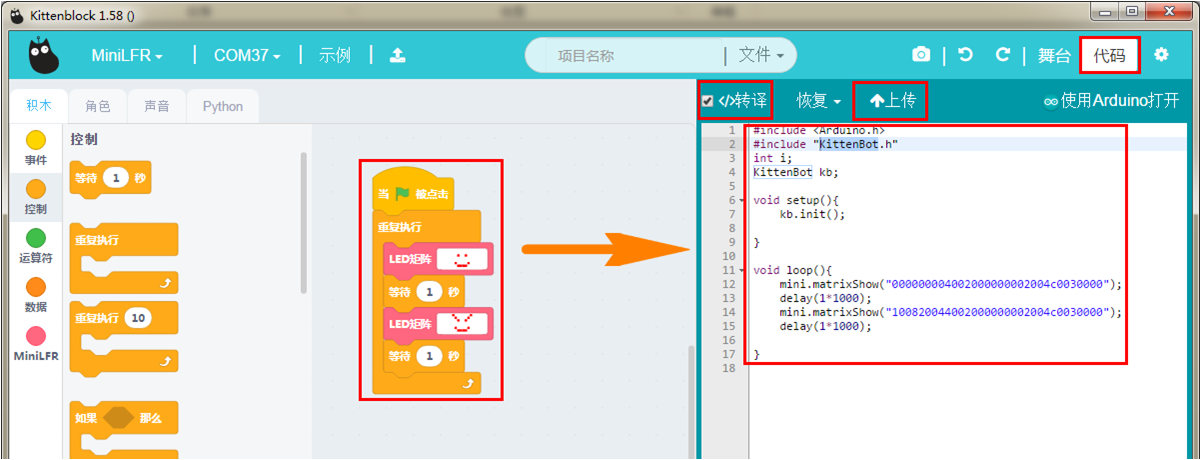 Kittenblock 1.58 ()
MiniLFR
COM37
示例
项目名称
文件
舞台
代码
积木
角色
声音
Python
转译
恢复
上传
使用Arduino打开
事件
控制
运算符
数据
MiniLFR
控制
等待 1 秒
重复执行
重复执行 10
如果 那么
当 被点击
重复执行
LED矩阵
等待 1 秒
LED矩阵
等待 1 秒
1 #include <Arduino.h>
2 #include "KittenBot.h"
3 int i;
4 KittenBot kb;
5
6 void setup(){
7 kb.init();
8
9 }
10
11 void loop(){
12 mini.matrixShow("000000004002000000002004c0030000");
13 delay(1*1000);
14 mini.matrixShow("100820044002000000002004c0030000");
15 delay(1*1000);
16
17 }
18